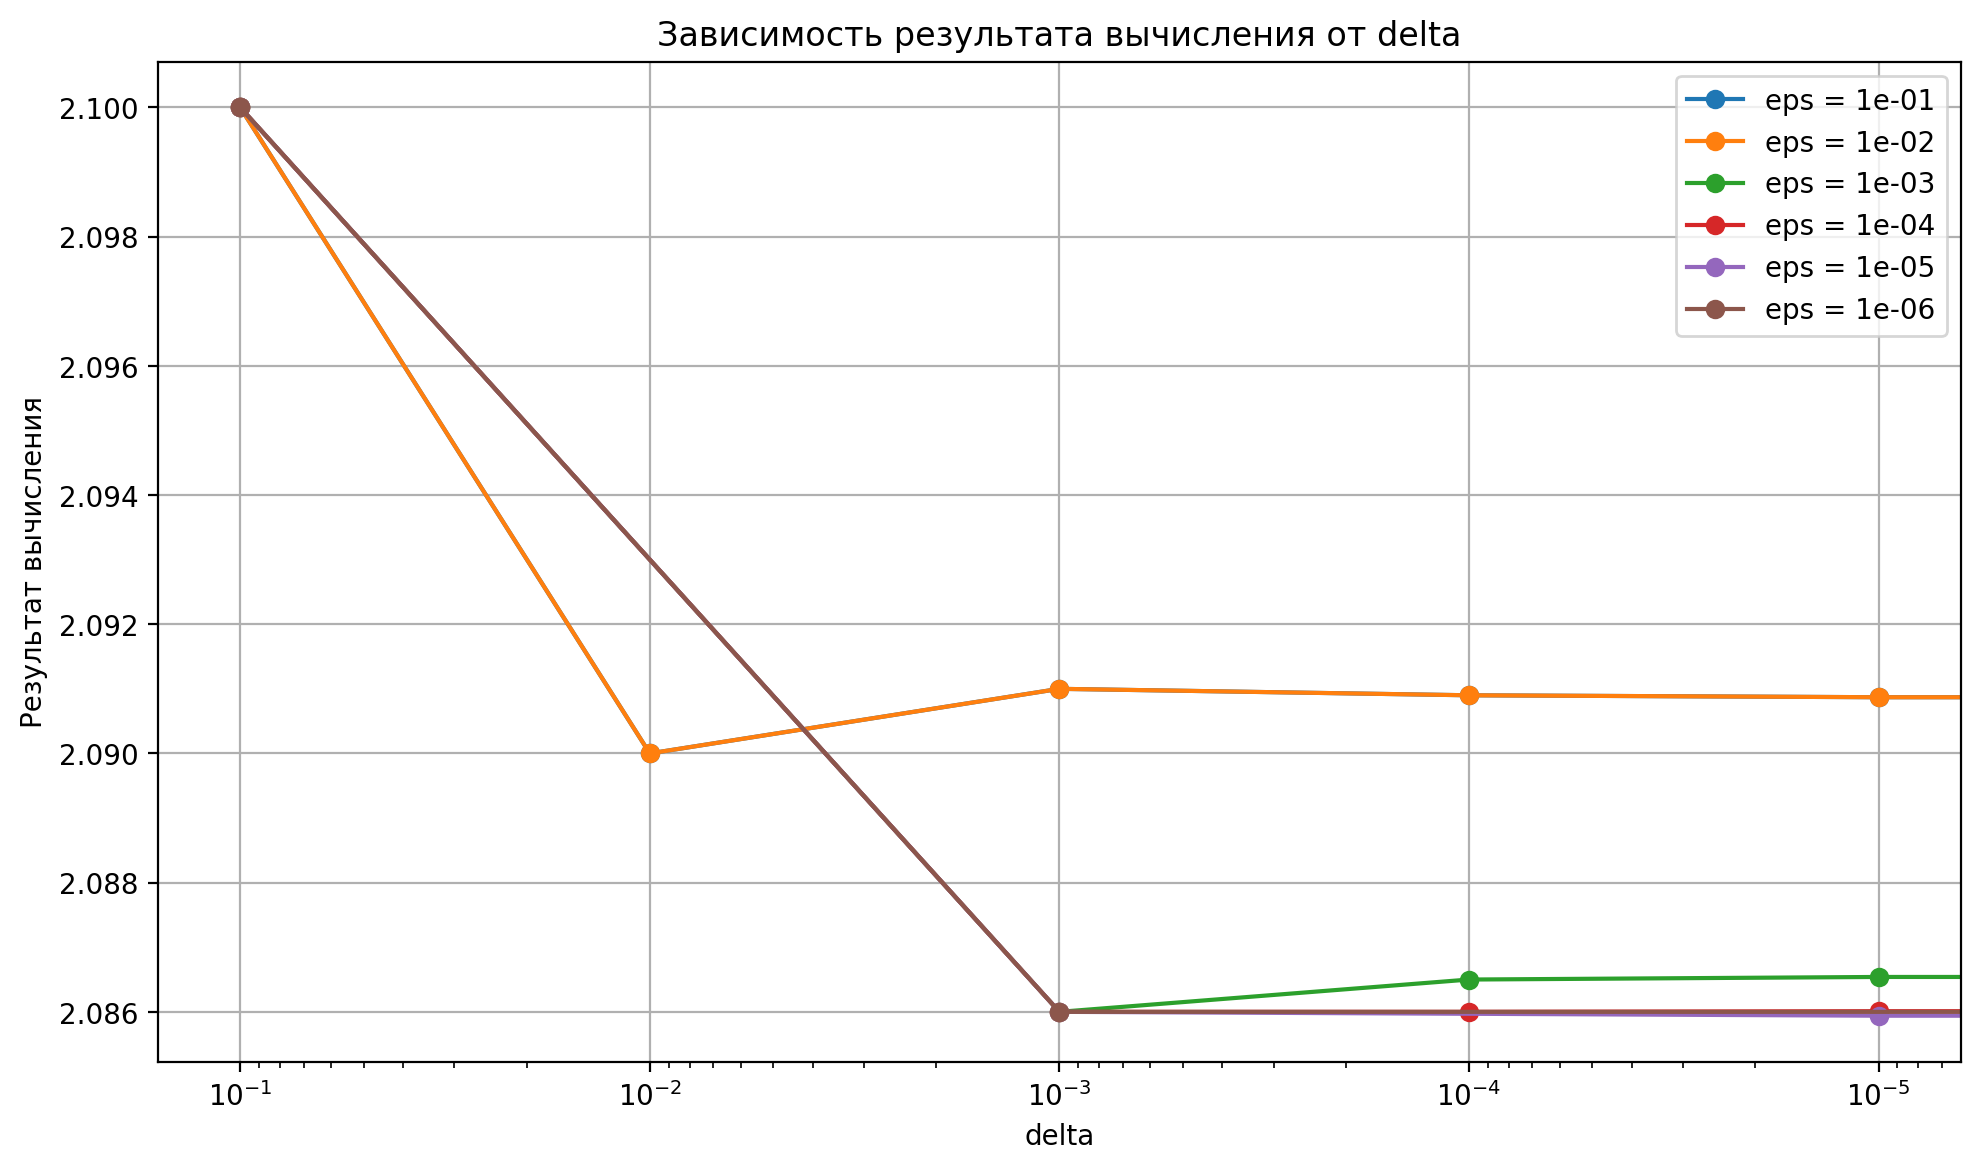 Зависимость результата вычисления от delta
Результат вычисления
2.100
2.098
2.096
2.094
2.092
2.090
2.088
2.086
eps = 1e-01
eps = 1e-02
eps = 1e-03
eps = 1e-04
eps = 1e-05
eps = 1e-06
10⁻¹ 10⁻² 10⁻³ 10⁻⁴ 10⁻⁵
delta